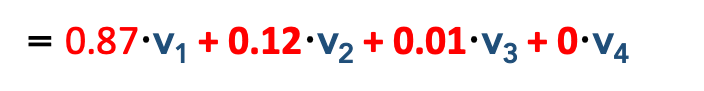 = 0.87·v₁ + 0.12·v₂ + 0.01·v₃ + 0·v₄